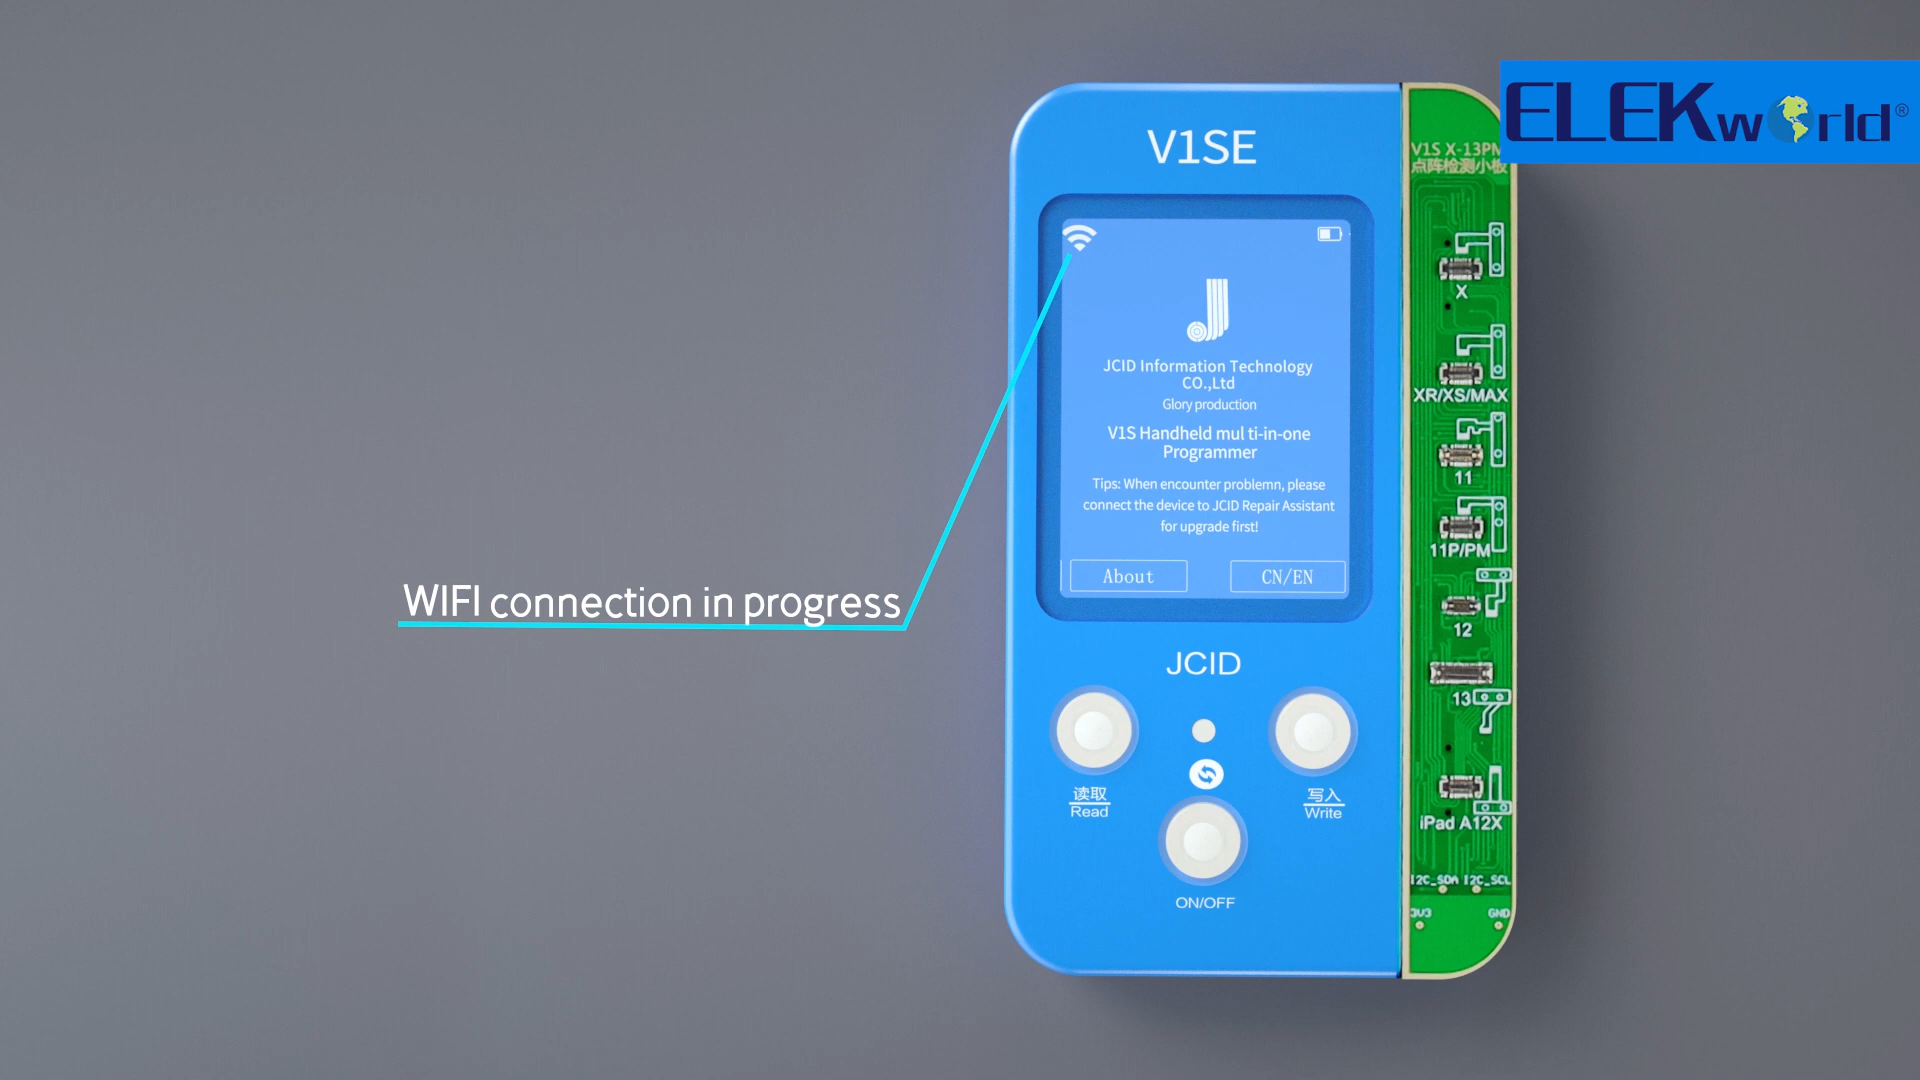 ELEKworld®
V1SE
JCID Information Technology
CO.,Ltd
Glory production
V1S Handheld mul ti-in-one
Programmer
Tips: When encounter problemn, please
connect the device to JCID Repair Assistant
for upgrade first!
About
CN/EN
WIFI connection in progress
JCID
读取
Read
写入
Write
ON/OFF
V1S X-13PM
点阵检测小板
X
XR/XS/MAX
11
11P/PM
12
13
iPad A12X
I2C_SDA I2C_SCL
3V3
GND